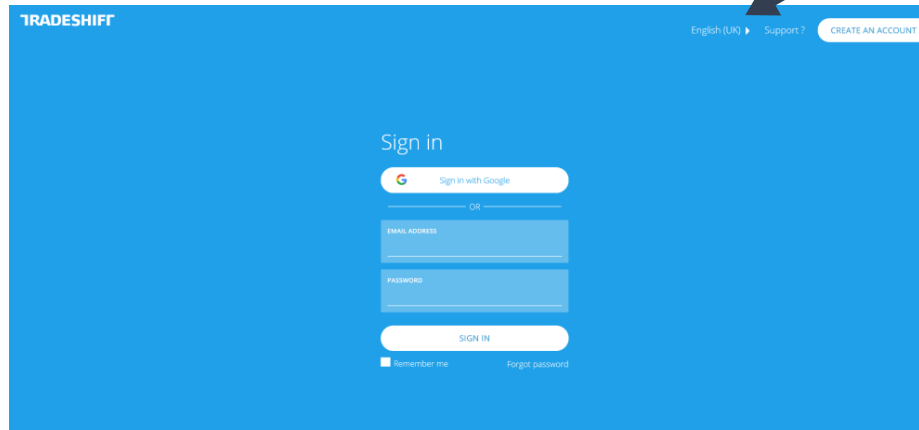 TRADESHIFT
English (UK) Support ? CREATE AN ACCOUNT
Sign in
Sign in with Google
OR
EMAIL ADDRESS
PASSWORD
SIGN IN
Remember me Forgot password